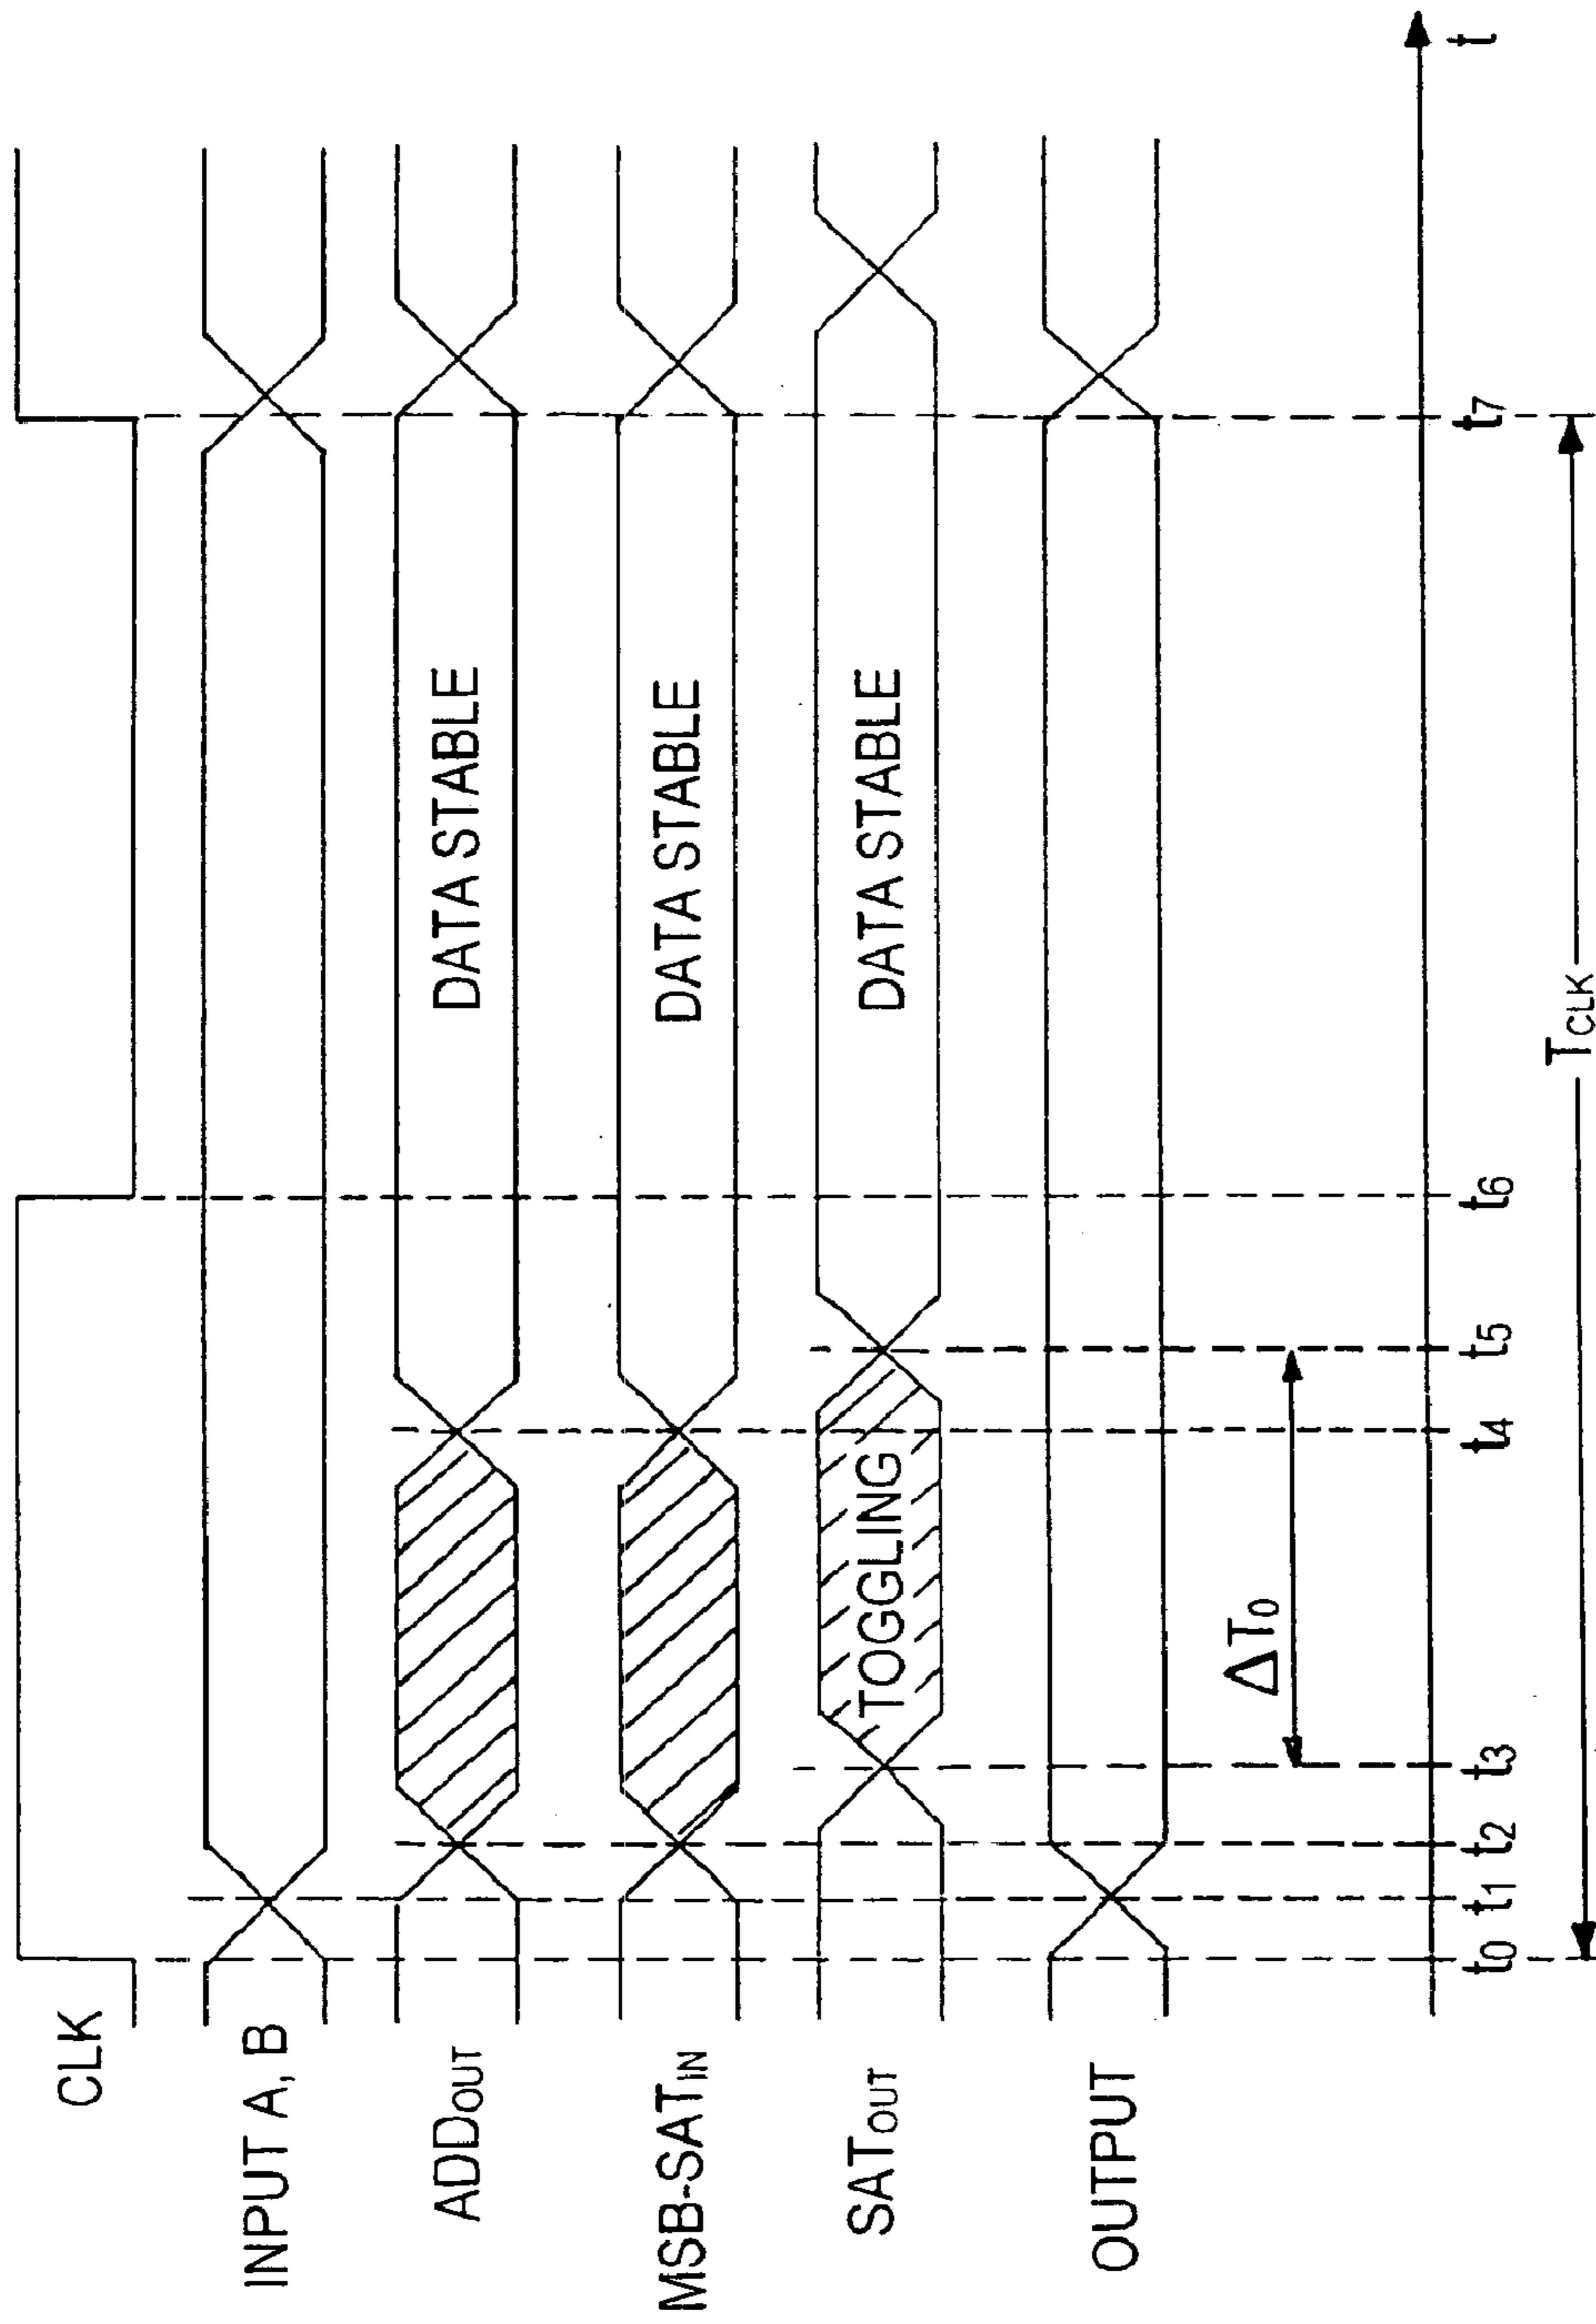 CLK
INPUT A, B
ADDOUT
DATA STABLE
MSB-SATIN
DATA STABLE
SATOUT
TOGGLING
DATA STABLE
OUTPUT
ΔT0
t0 t1 t2 t3 t4 t5 t6 t7 t
TCLK